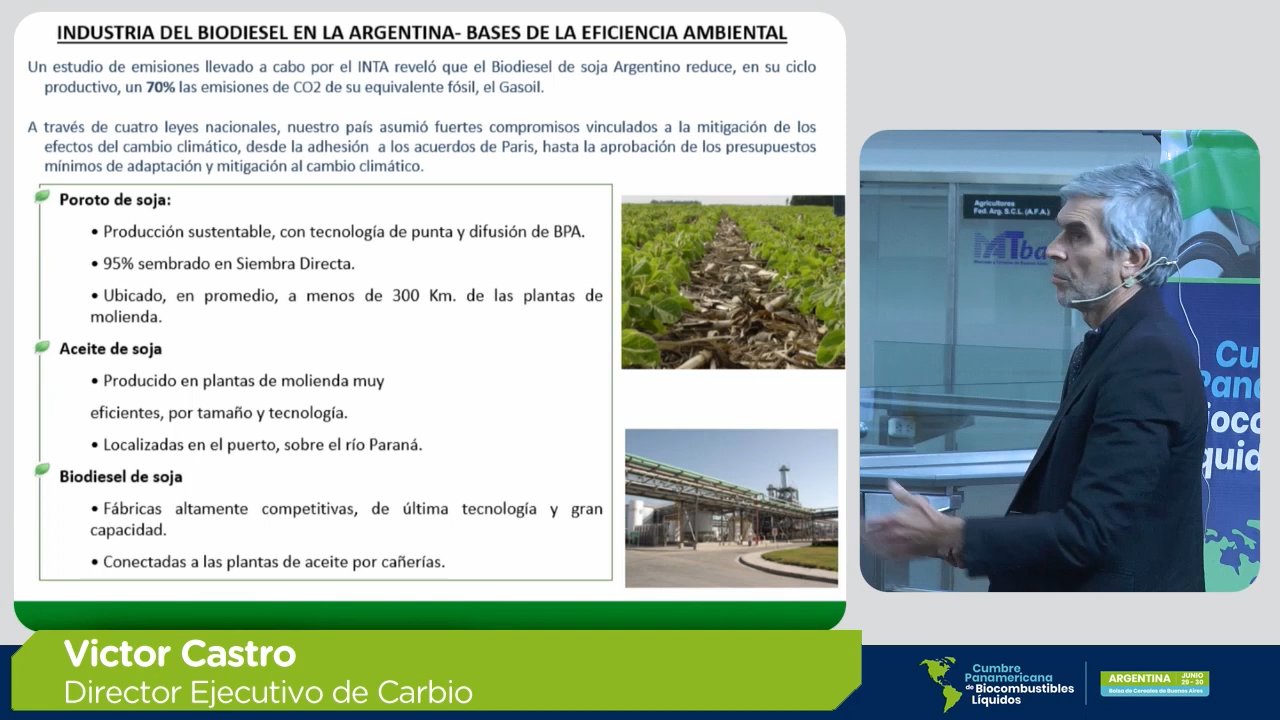 INDUSTRIA DEL BIODIESEL EN LA ARGENTINA- BASES DE LA EFICIENCIA AMBIENTAL
Un estudio de emisiones llevado a cabo por el INTA reveló que el Biodiesel de soja Argentino reduce, en su ciclo
productivo, un 70% las emisiones de CO2 de su equivalente fósil, el Gasoil.
A través de cuatro leyes nacionales, nuestro país asumió fuertes compromisos vinculados a la mitigación de los
efectos del cambio climático, desde la adhesión a los acuerdos de Paris, hasta la aprobación de los presupuestos
mínimos de adaptación y mitigación al cambio climático.
Poroto de soja:
• Producción sustentable, con tecnología de punta y difusión de BPA.
• 95% sembrado en Siembra Directa.
• Ubicado, en promedio, a menos de 300 Km. de las plantas de
molienda.
Aceite de soja
• Producido en plantas de molienda muy
eficientes, por tamaño y tecnología.
• Localizadas en el puerto, sobre el río Paraná.
Biodiesel de soja
• Fábricas altamente competitivas, de última tecnología y gran
capacidad.
• Conectadas a las plantas de aceite por cañerías.
Agricultores
Fed. Arg. S.C.L. (A.F.A.)
MATba
Cu
Pana
ioco
quid
Victor Castro
Director Ejecutivo de Carbio
Cumbre
Panamericana
de Biocombustibles
Líquidos
ARGENTINA JUNIO
29 - 30
Bolsa de Cereales de Buenos Aires